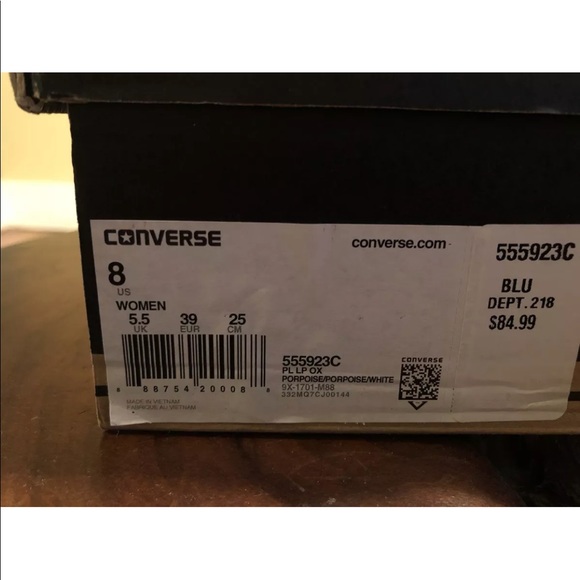 CONVERSE
converse.com
8
US
WOMEN
5.5 39 25
UK EUR CM
8 88754 20008 8
MADE IN VIETNAM
FABRIQUE AU VIETNAM
555923C
PL LP OX
PORPOISE/PORPOISE/WHITE
9X-1701-M88
332MQ7CJ00144
CONVERSE
555923C
BLU
DEPT.218
$84.99